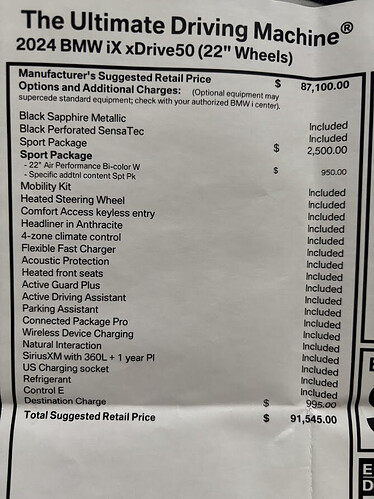 The Ultimate Driving Machine®
2024 BMW iX xDrive50 (22" Wheels)
Manufacturer's Suggested Retail Price $ 87,100.00
Options and Additional Charges: (Optional equipment may
supercede standard equipment; check with your authorized BMW i center).
Black Sapphire Metallic Included
Black Perforated SensaTec Included
Sport Package $ 2,500.00
Sport Package
- 22" Air Performance Bi-color W $ 950.00
- Specific addtnl content Spt Pk
Mobility Kit Included
Heated Steering Wheel Included
Comfort Access keyless entry Included
Headliner in Anthracite Included
4-zone climate control Included
Flexible Fast Charger Included
Acoustic Protection Included
Heated front seats Included
Active Guard Plus Included
Active Driving Assistant Included
Parking Assistant Included
Connected Package Pro Included
Wireless Device Charging Included
Natural Interaction Included
SiriusXM with 360L + 1 year Pl Included
US Charging socket Included
Refrigerant Included
Control E Included
Destination Charge $ 995.00
Total Suggested Retail Price $ 91,545.00
E
D